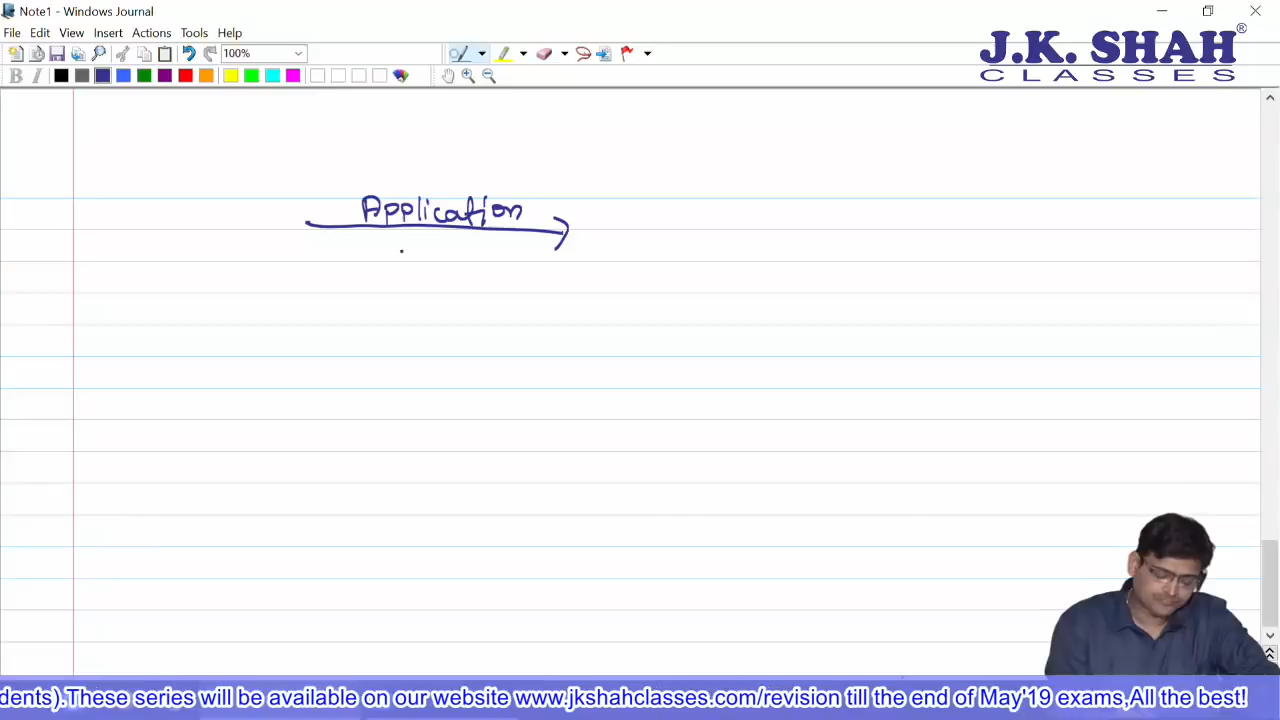 Note1 - Windows Journal
File Edit View Insert Actions Tools Help
100%
B I
J.K. SHAH®
CLASSES
Application
dents).These series will be available on our website www.jkshahclasses.com/revision till the end of May'19 exams,All the best!